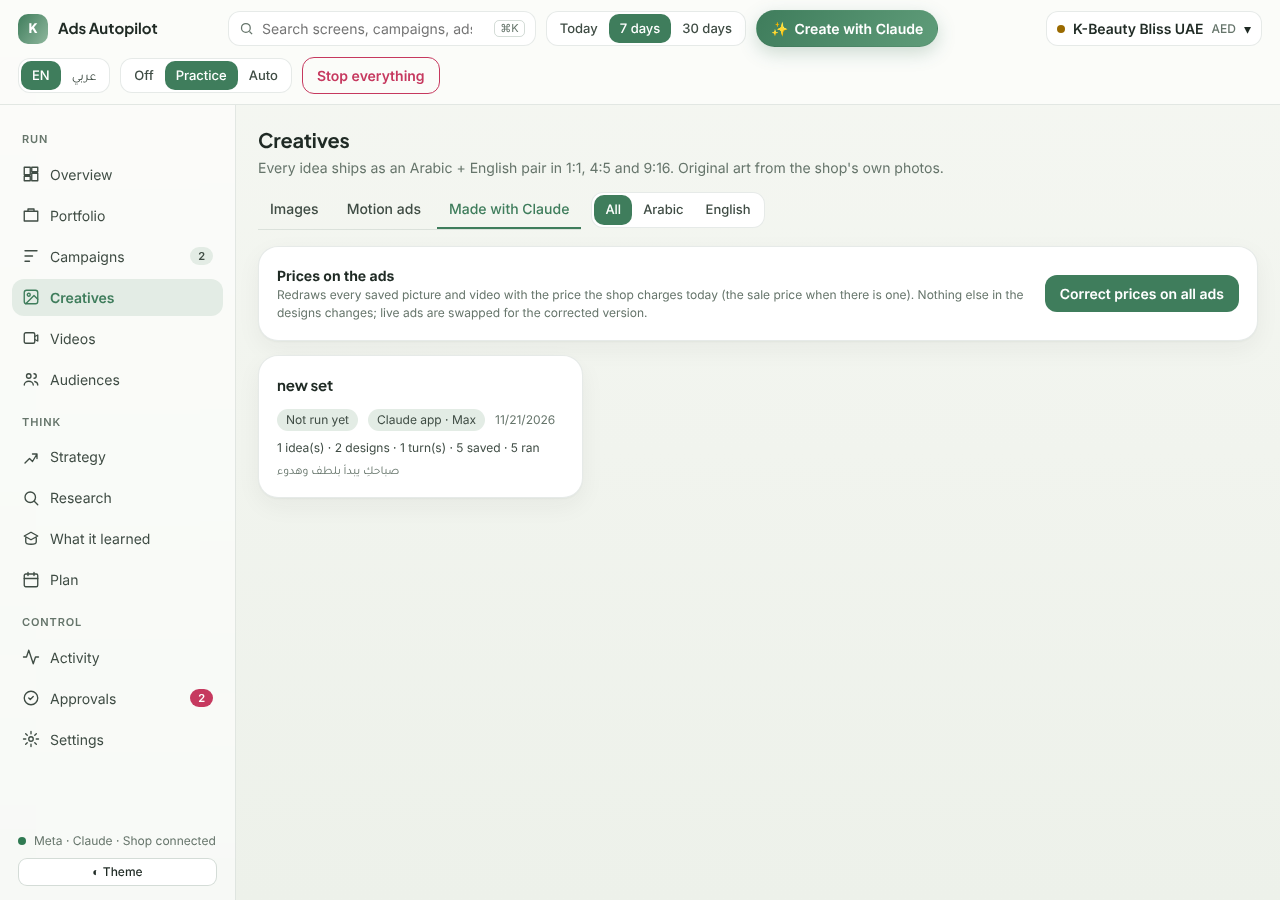 K Ads Autopilot
Search screens, campaigns, ads
⌘K
Today 7 days 30 days
✨ Create with Claude
K-Beauty Bliss UAE AED ▾
EN عربي
Off Practice Auto
Stop everything
RUN
Overview
Portfolio
Campaigns 2
Creatives
Videos
Audiences
THINK
Strategy
Research
What it learned
Plan
CONTROL
Activity
Approvals 2
Settings
Meta · Claude · Shop connected
Theme
Creatives
Every idea ships as an Arabic + English pair in 1:1, 4:5 and 9:16. Original art from the shop's own photos.
Images Motion ads Made with Claude
All Arabic English
Prices on the ads
Redraws every saved picture and video with the price the shop charges today (the sale price when there is one). Nothing else in the
designs changes; live ads are swapped for the corrected version.
Correct prices on all ads
new set
Not run yet Claude app · Max 11/21/2026
1 idea(s) · 2 designs · 1 turn(s) · 5 saved · 5 ran
صباحكِ يبدأ بلطف وهدوء